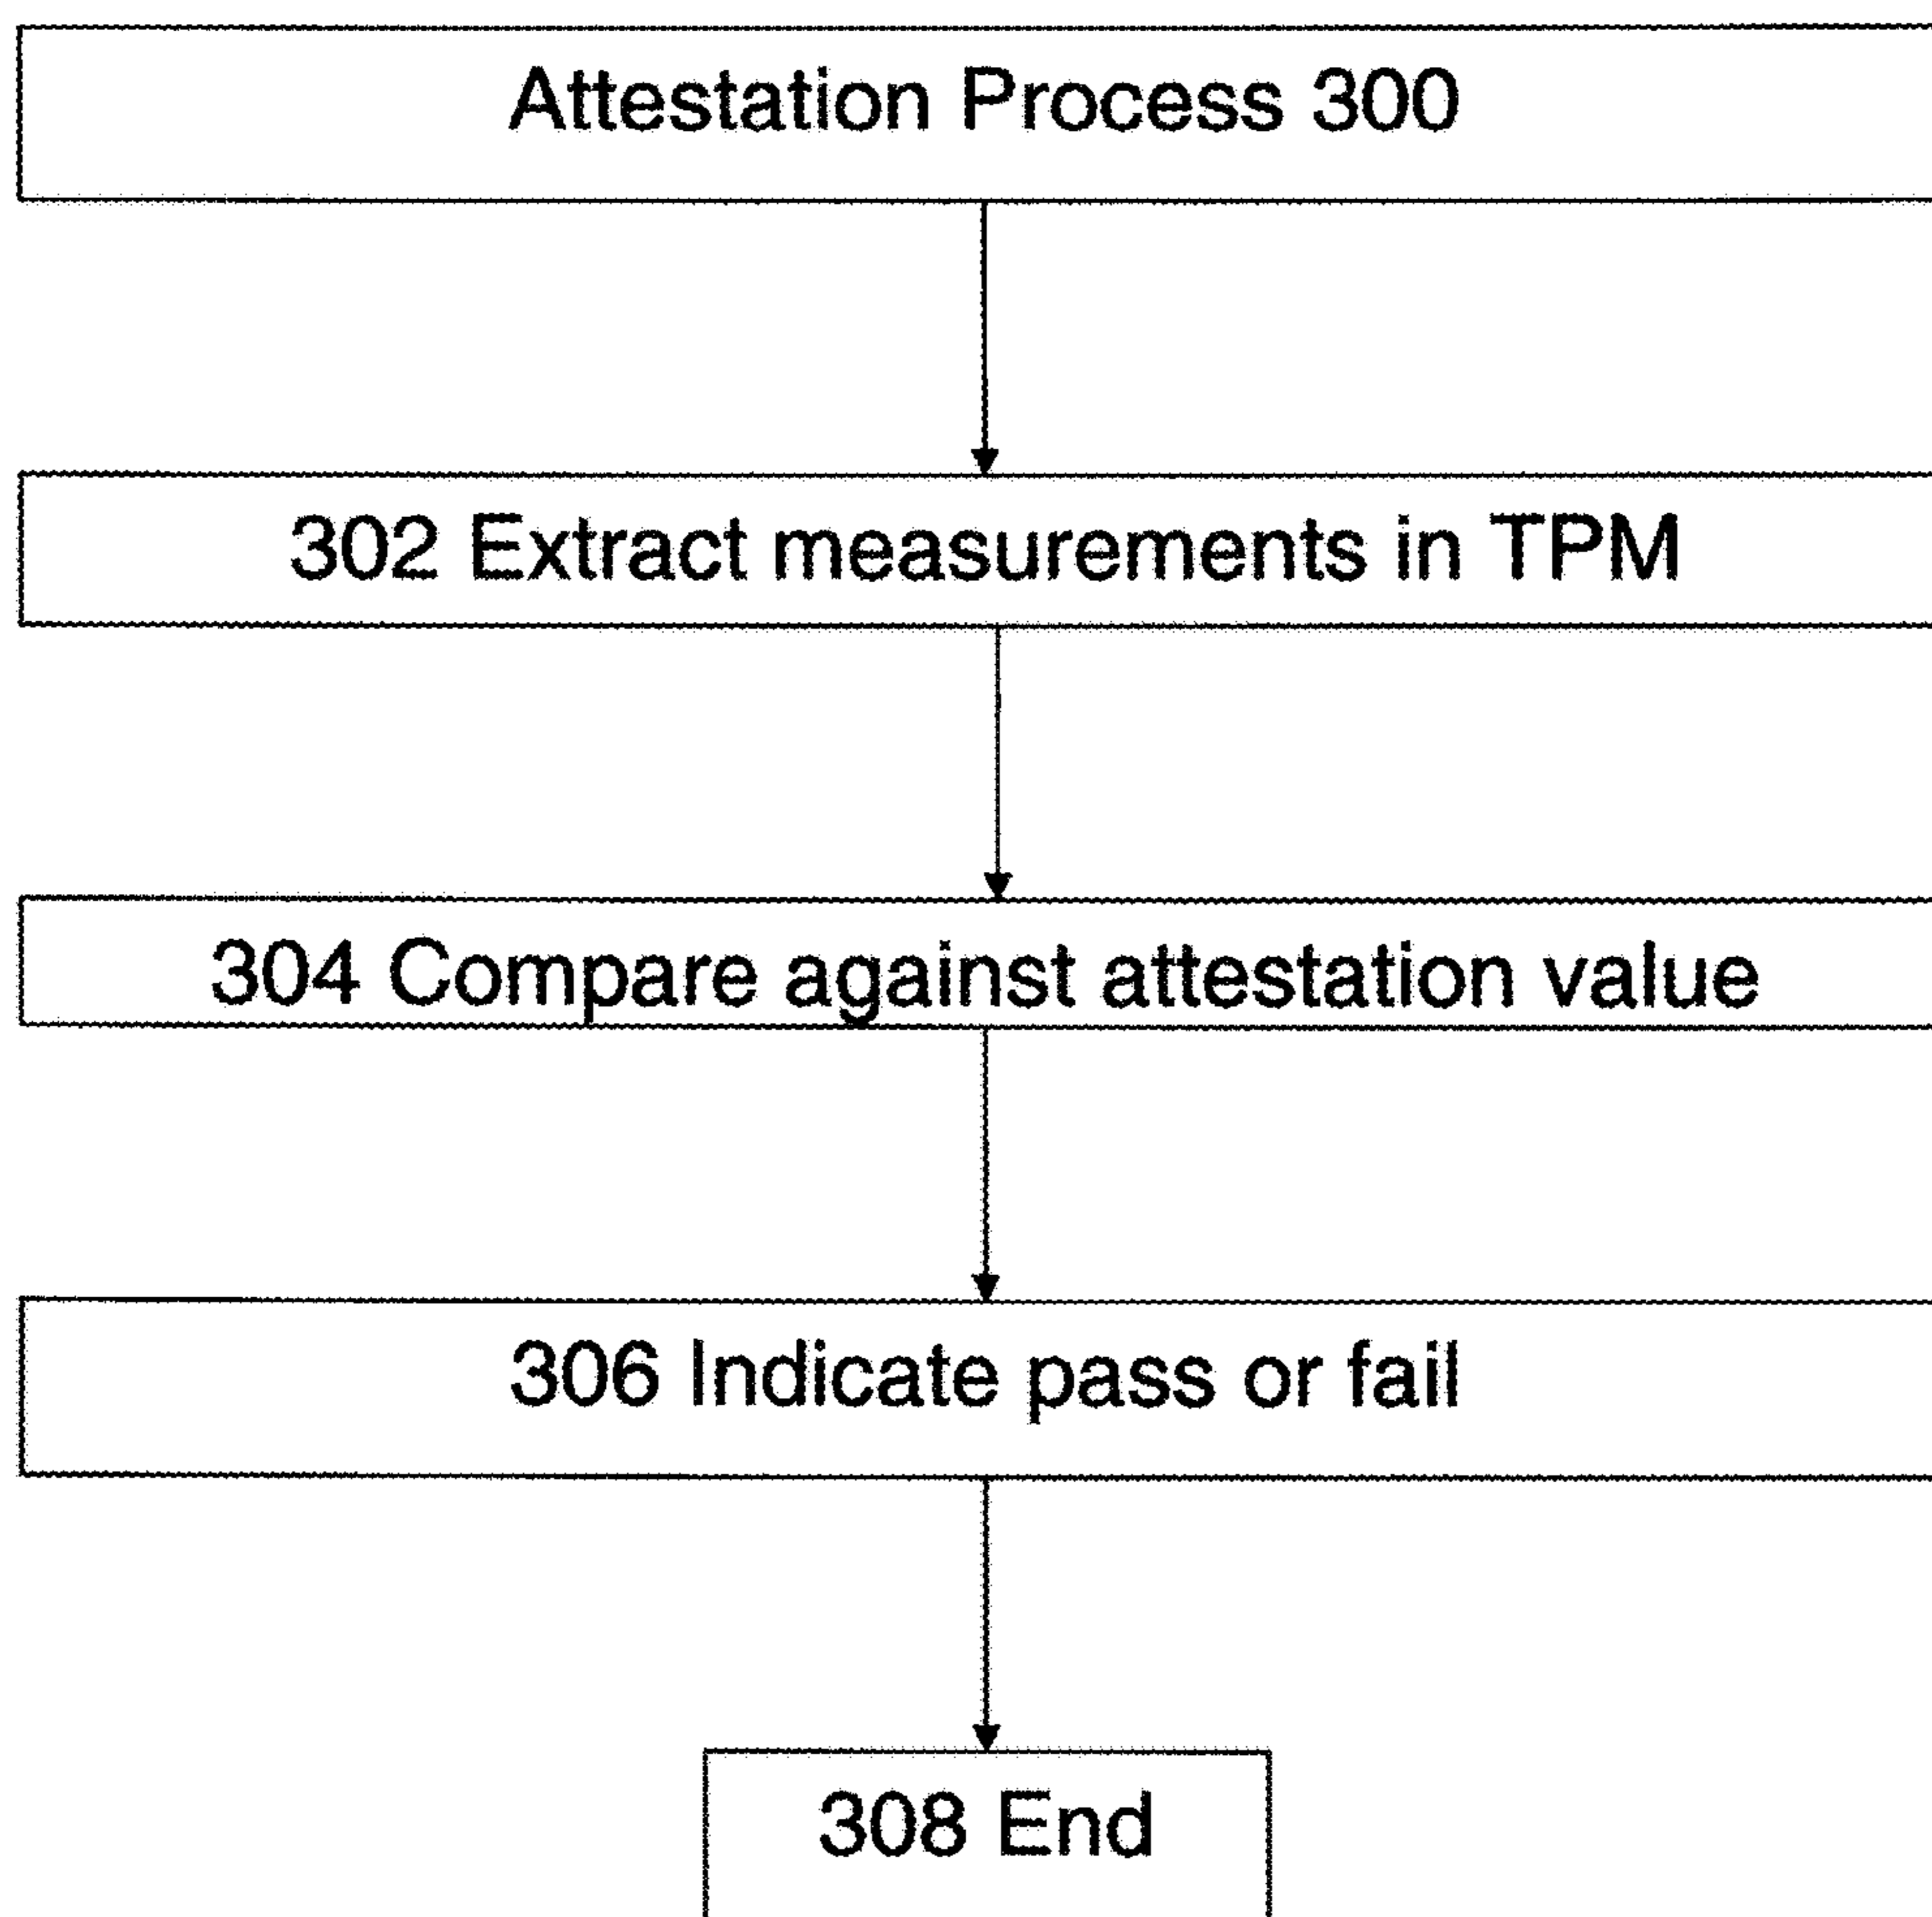 Attestation Process 300
302 Extract measurements in TPM
304 Compare against attestation value
306 Indicate pass or fail
308 End